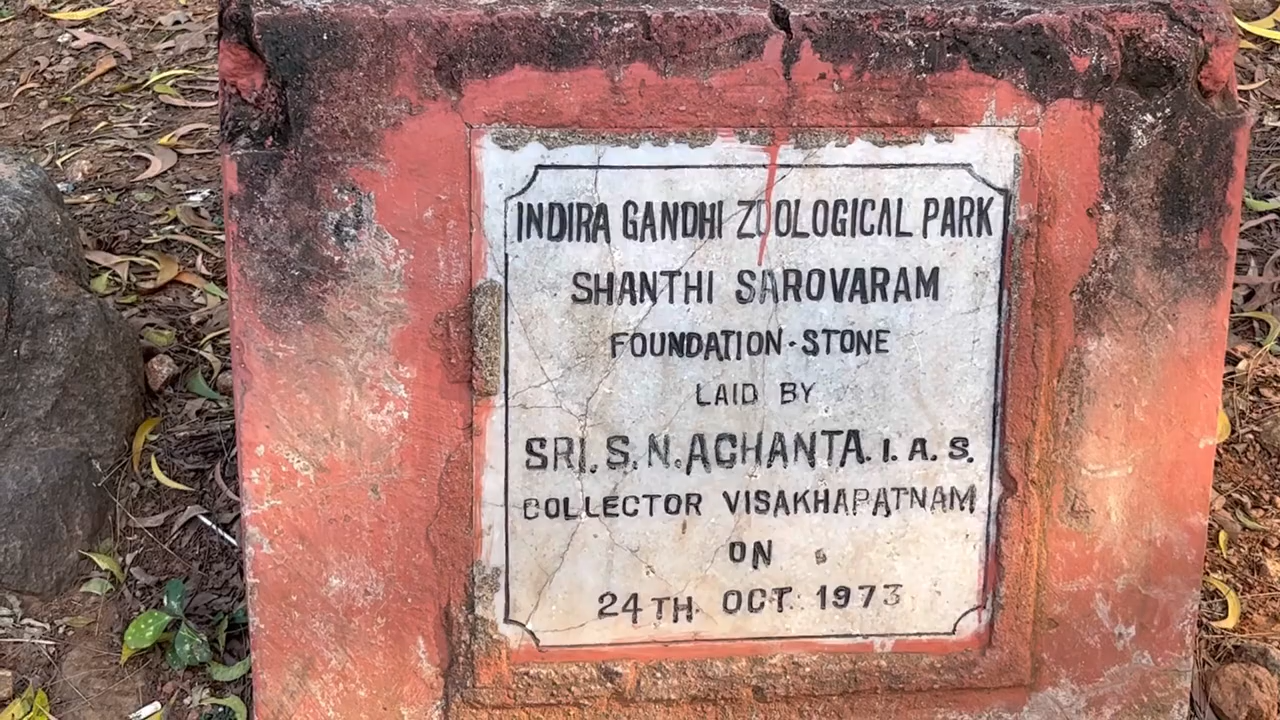 INDIRA GANDHI ZOOLOGICAL PARK
SHANTHI SAROVARAM
FOUNDATION-STONE
LAID BY
SRI. S. N. ACHANTA. I. A. S.
COLLECTOR VISAKHAPATNAM
ON
24TH OCT. 1973